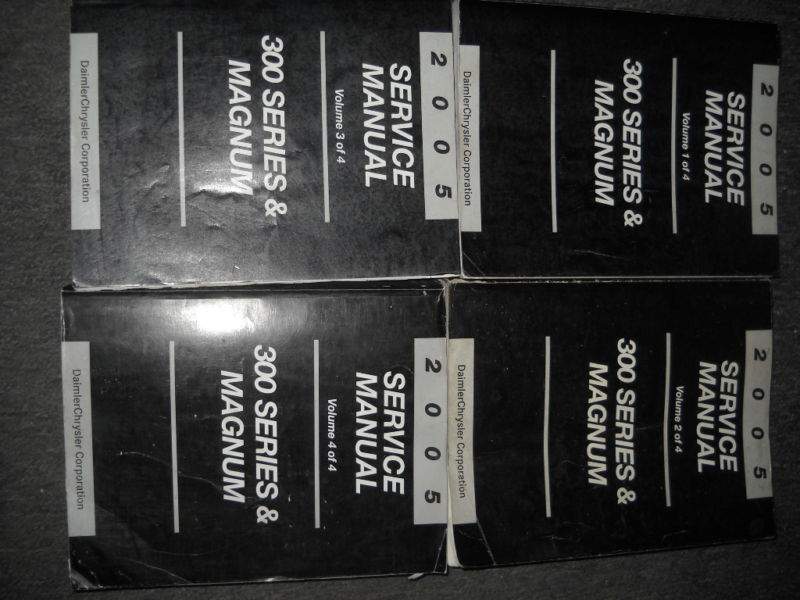 2005
SERVICE
MANUAL
Volume 1 of 4
300 SERIES &
MAGNUM
DaimlerChrysler Corporation
2005
SERVICE
MANUAL
Volume 2 of 4
300 SERIES &
MAGNUM
DaimlerChrysler Corporation
2005
SERVICE
MANUAL
Volume 3 of 4
300 SERIES &
MAGNUM
DaimlerChrysler Corporation
2005
SERVICE
MANUAL
Volume 4 of 4
300 SERIES &
MAGNUM
DaimlerChrysler Corporation